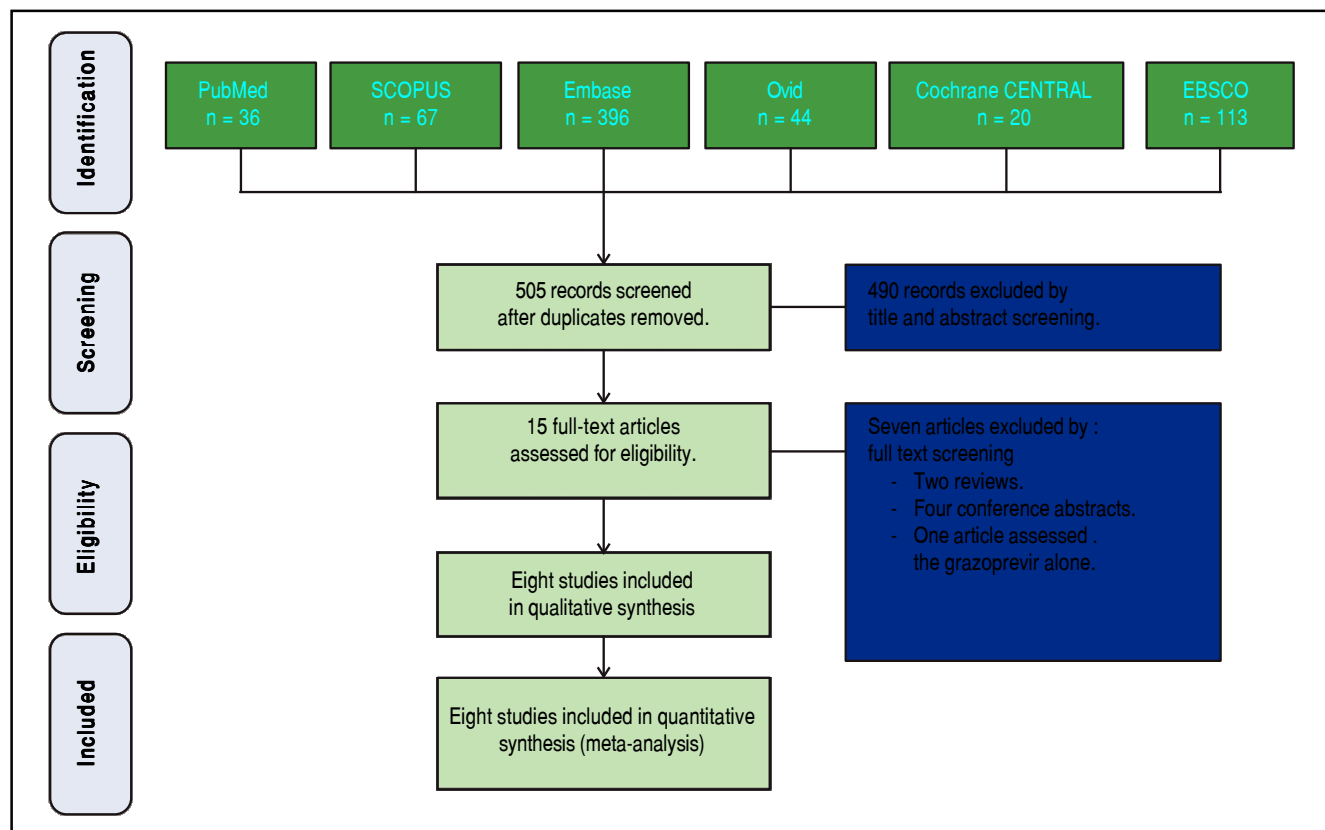 Identification
PubMed
n = 36
SCOPUS
n = 67
Embase
n = 396
Ovid
n = 44
Cochrane CENTRAL
n = 20
EBSCO
n = 113
Screening
505 records screened
after duplicates removed.
490 records excluded by
title and abstract screening.
Eligibility
15 full-text articles
assessed for eligibility.
Seven articles excluded by :
full text screening
- Two reviews.
- Four conference abstracts.
- One article assessed .
the grazoprevir alone.
Eight studies included
in qualitative synthesis
Included
Eight studies included in quantitative
synthesis (meta-analysis)